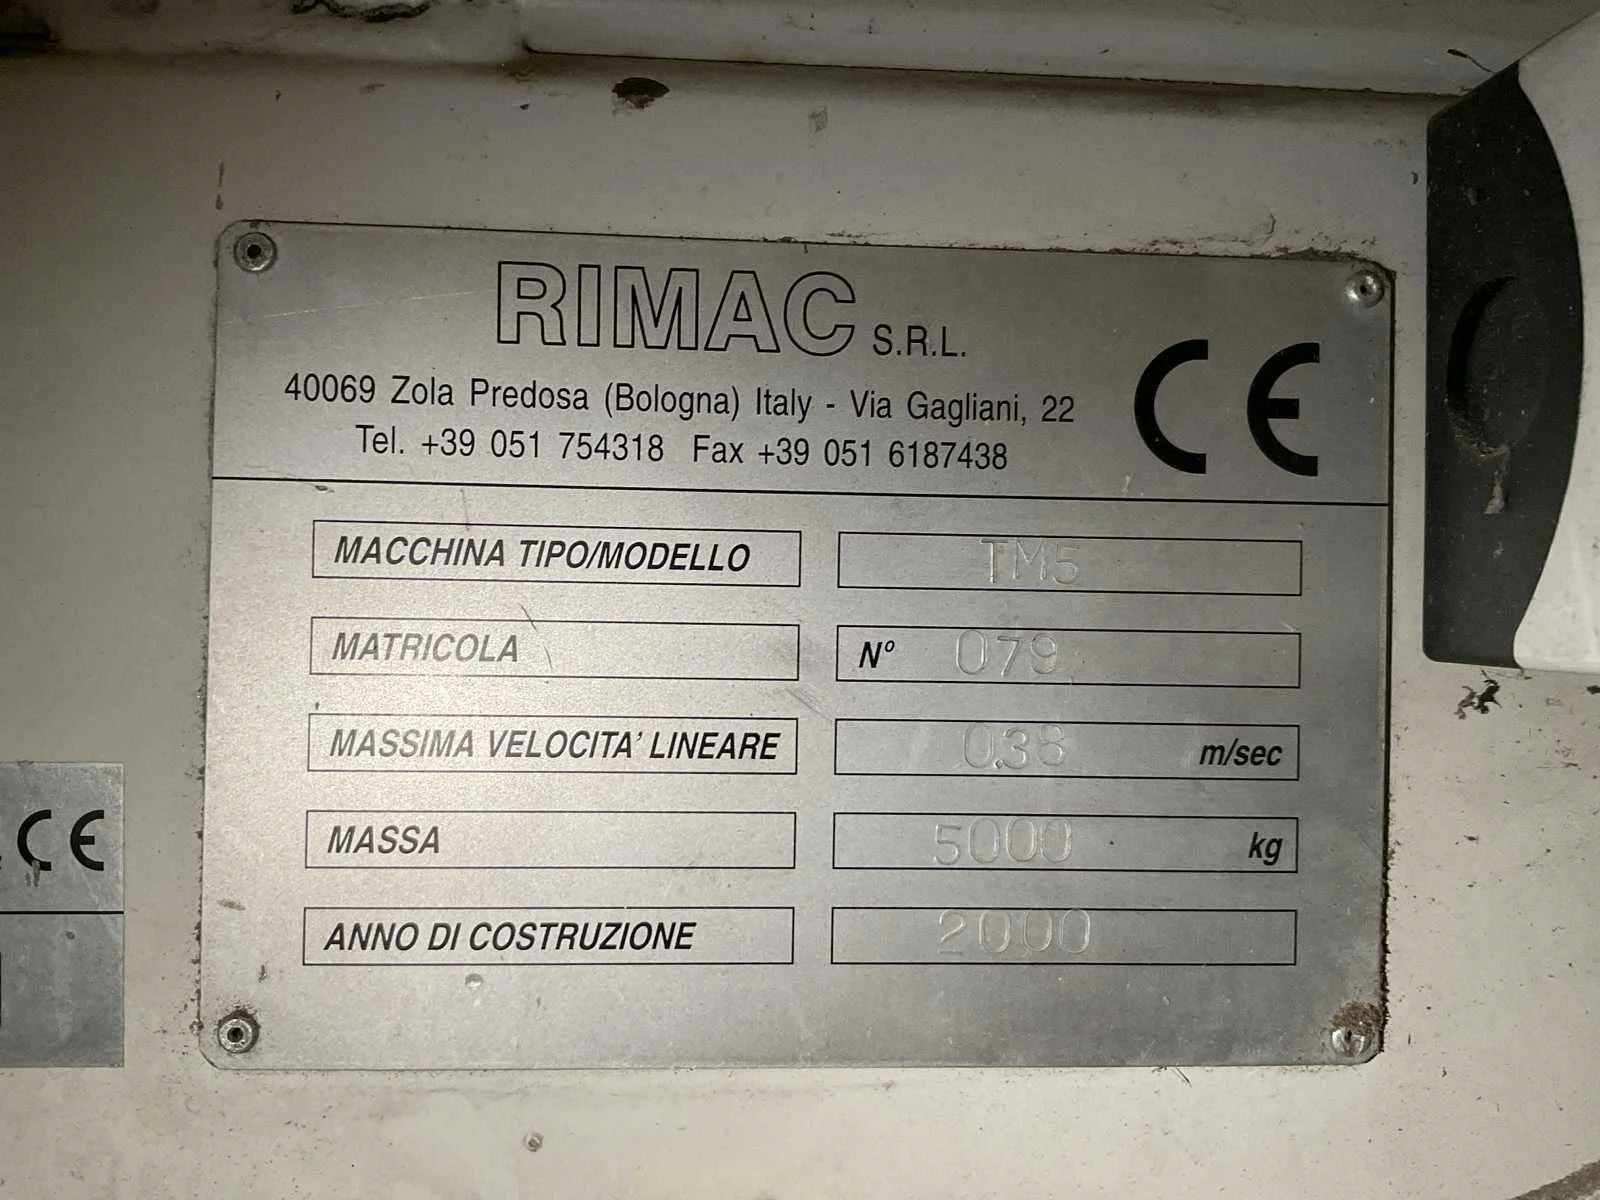 RIMAC S.R.L.
40069 Zola Predosa (Bologna) Italy - Via Gagliani, 22
Tel. +39 051 754318 Fax +39 051 6187438
CE
MACCHINA TIPO/MODELLO TM5
MATRICOLA N° 079
MASSIMA VELOCITA' LINEARE 0.38 m/sec
MASSA 5000 kg
ANNO DI COSTRUZIONE 2000
CE